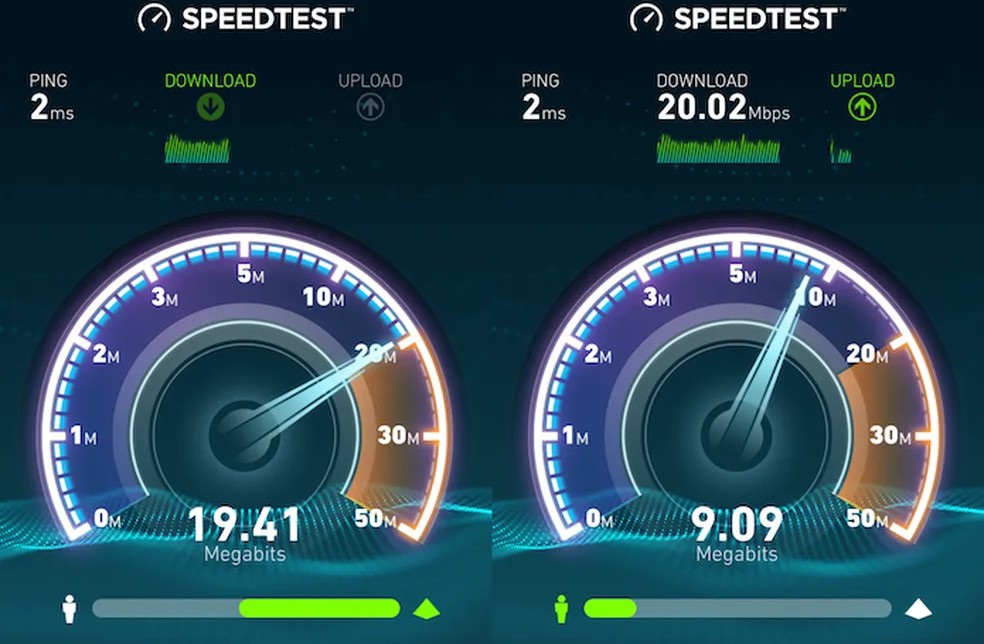 SPEEDTEST™
PING
2ms
DOWNLOAD
UPLOAD
0M
1M
2M
3M
5M
10M
20M
30M
50M
19.41
Megabits
SPEEDTEST™
PING
2ms
DOWNLOAD
20.02Mbps
UPLOAD
0M
1M
2M
3M
5M
10M
20M
30M
50M
9.09
Megabits